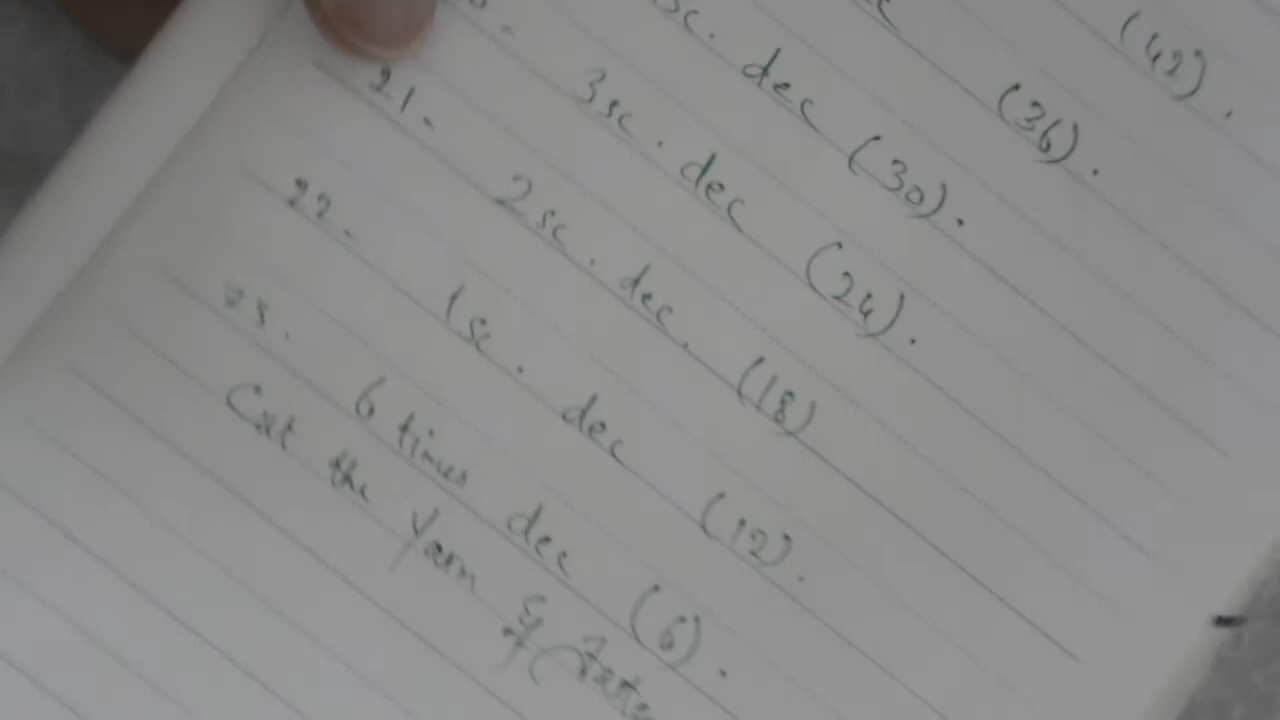 (42).
(36).
sc. dec (30).
3sc. dec (24).
21. 2sc. dec. (18)
22. 1sc. dec (12).
23. 6 times dec (6).
Cut the yarn &